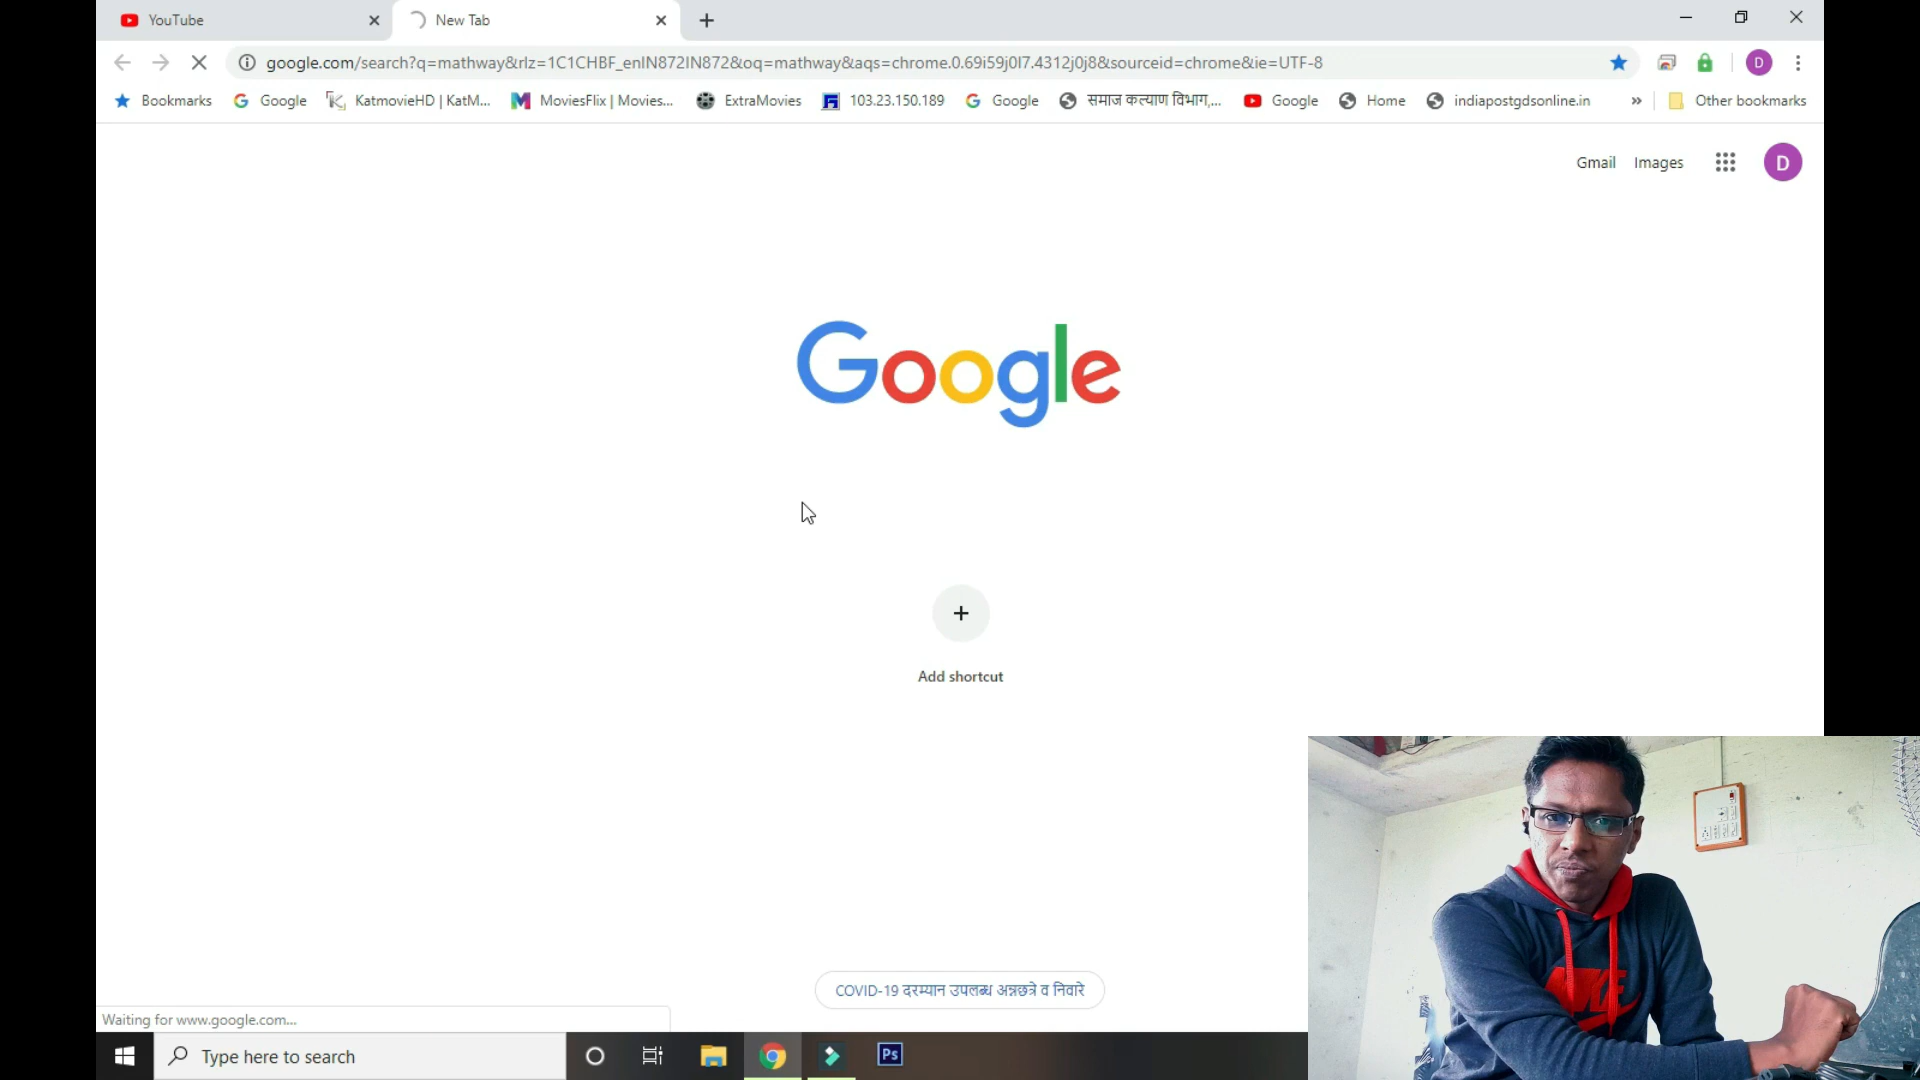 YouTube
New Tab
google.com/search?q=mathway&rlz=1C1CHBF_enIN872IN872&oq=mathway&aqs=chrome.0.69i59j0l7.4312j0j8&sourceid=chrome&ie=UTF-8
D
Bookmarks Google KatmovieHD | KatM... MoviesFlix | Movies... ExtraMovies 103.23.150.189 Google समाज कल्याण विभाग,... Google Home indiapostgdsonline.in » Other bookmarks
Gmail Images D
Google
Add shortcut
COVID-19 दरम्यान उपलब्ध अन्नछत्रे व निवारे
Waiting for www.google.com...
Type here to search
Ps